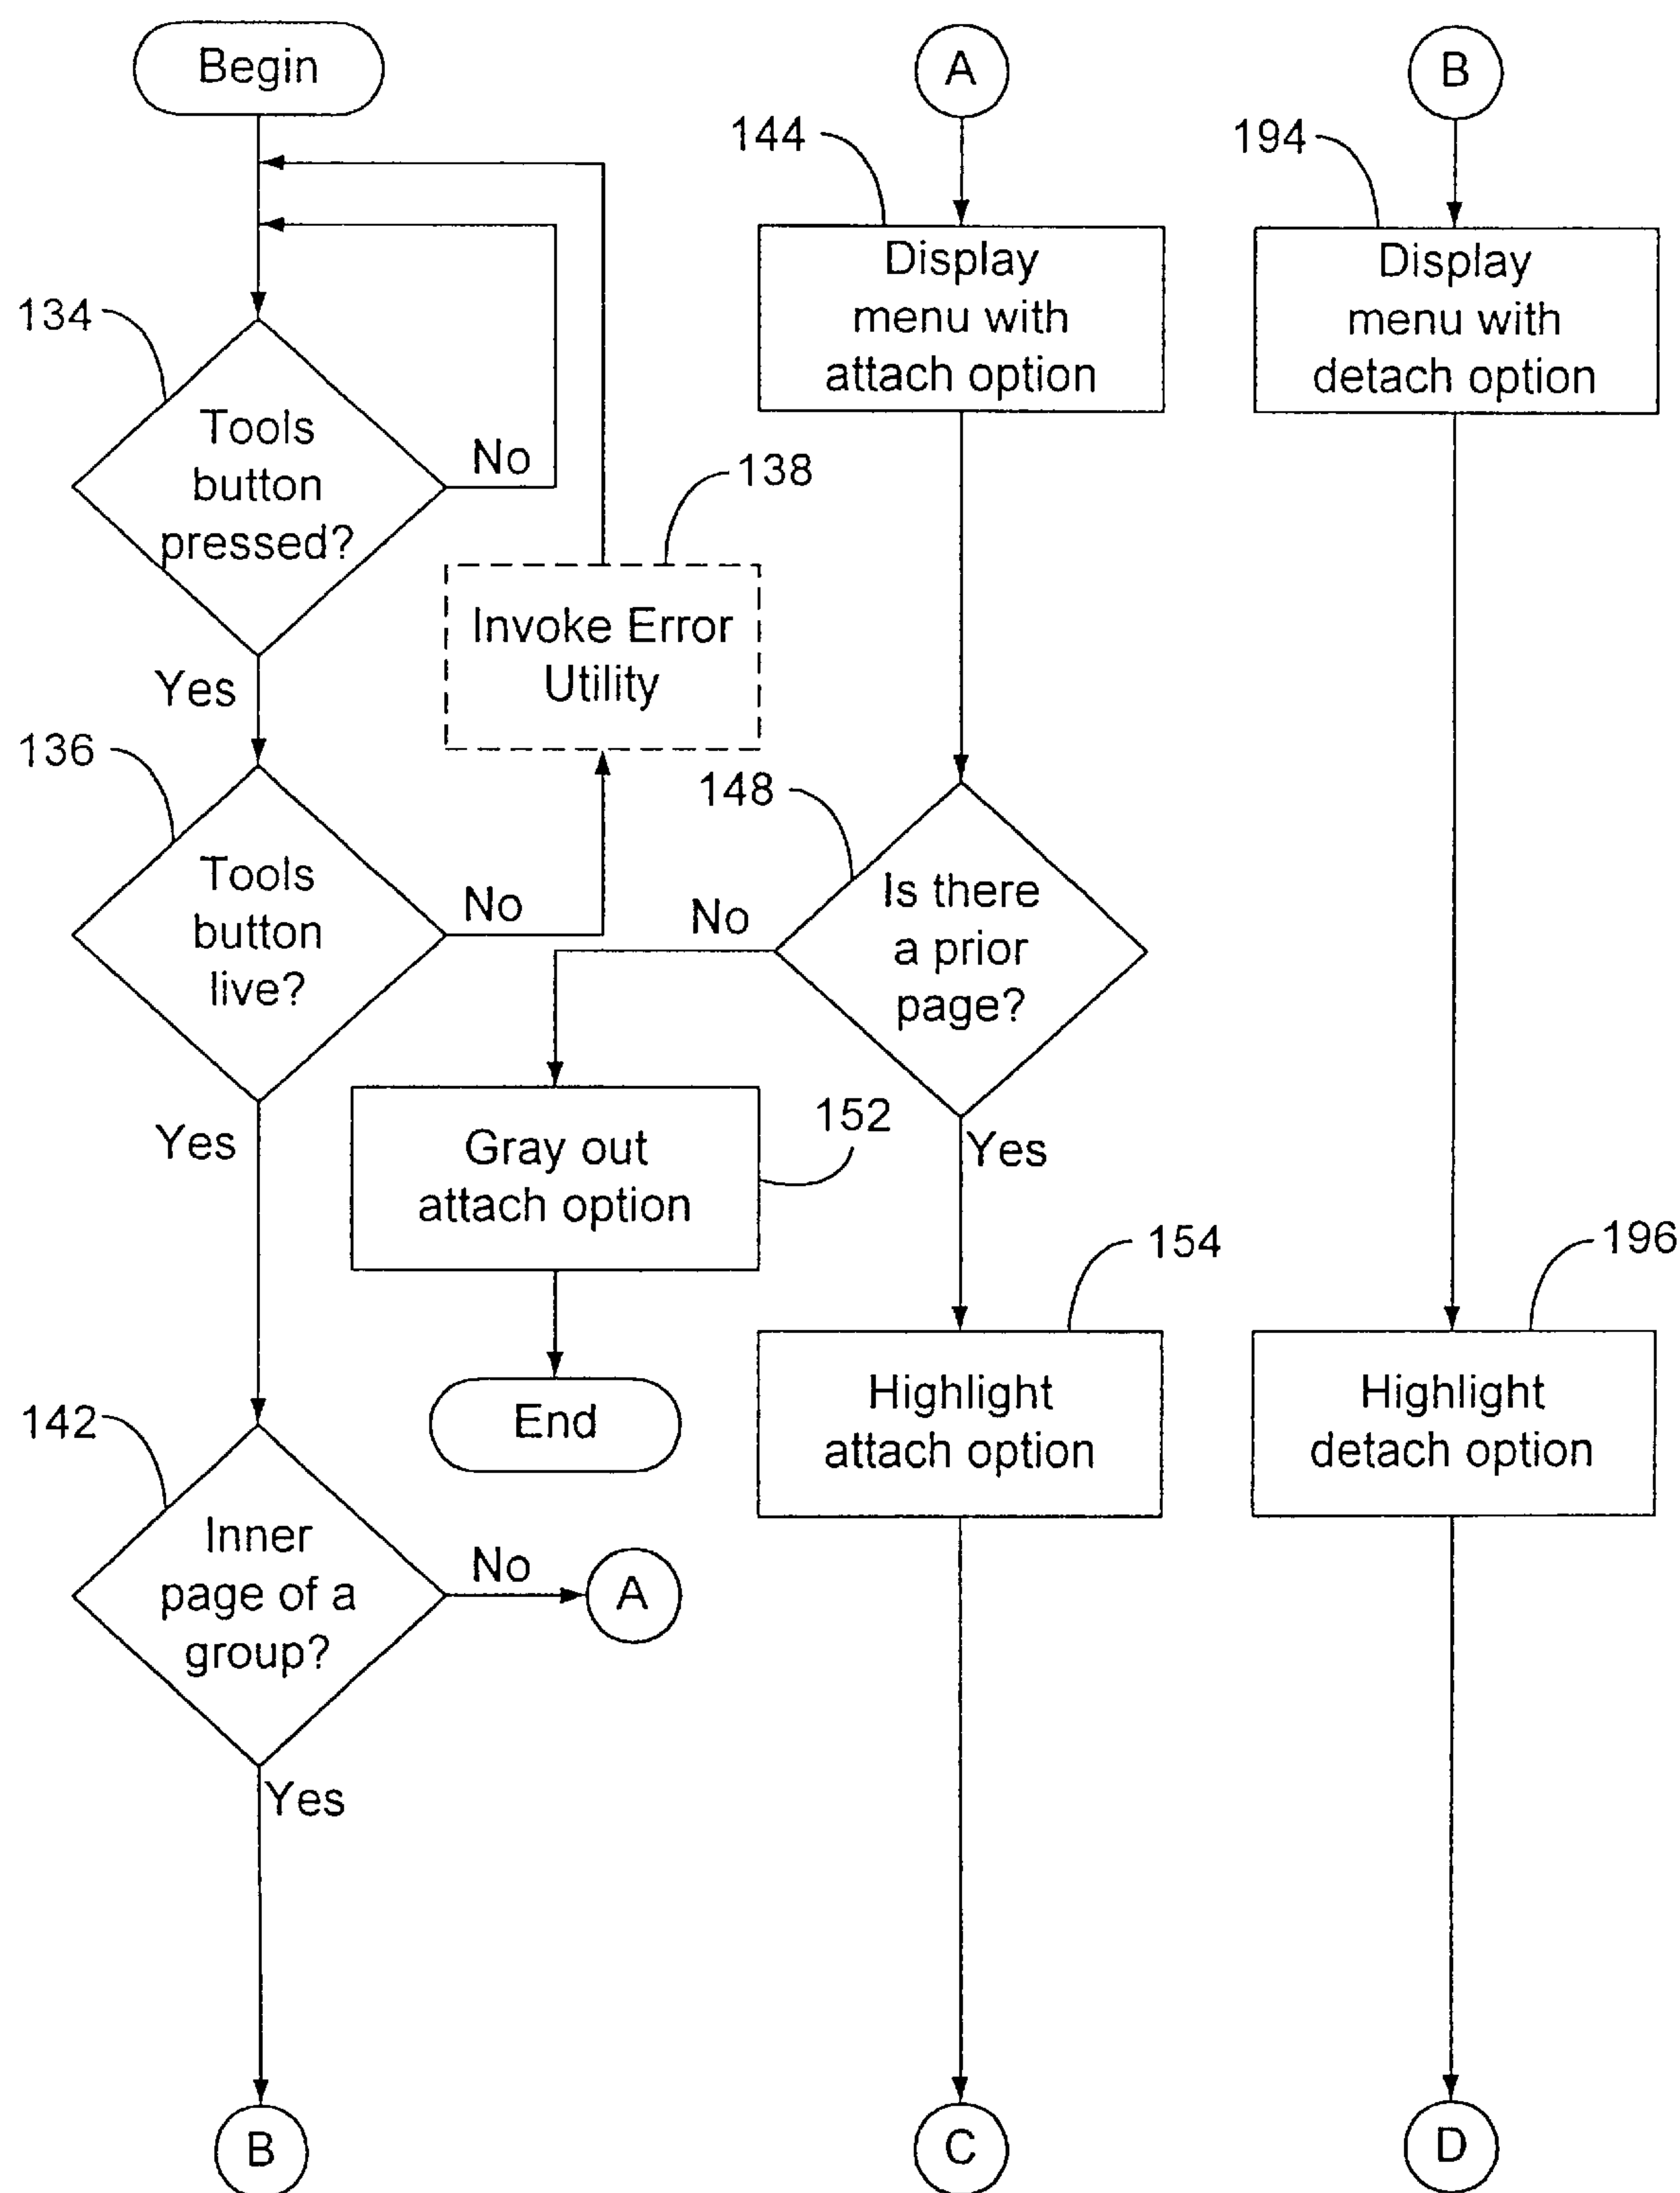 Begin
134
Tools
button
pressed?
No
Yes
138
Invoke Error
Utility
136
Tools
button
live?
No
Yes
142
Inner
page of a
group?
No
A
Yes
B
A
144
Display
menu with
attach option
148
Is there
a prior
page?
No
Yes
152
Gray out
attach option
End
154
Highlight
attach option
C
B
194
Display
menu with
detach option
196
Highlight
detach option
D